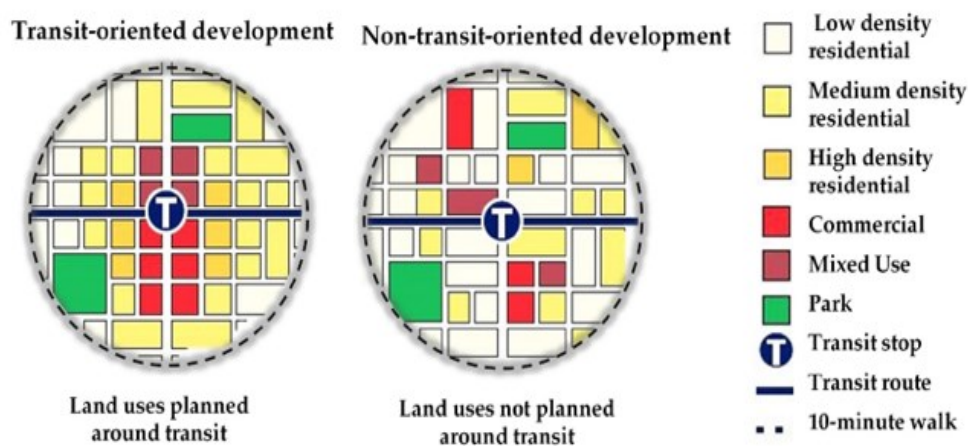 Transit-oriented development
Non-transit-oriented development
T
T
Land uses planned
around transit
Land uses not planned
around transit
Low density
residential
Medium density
residential
High density
residential
Commercial
Mixed Use
Park
T
Transit stop
Transit route
10-minute walk